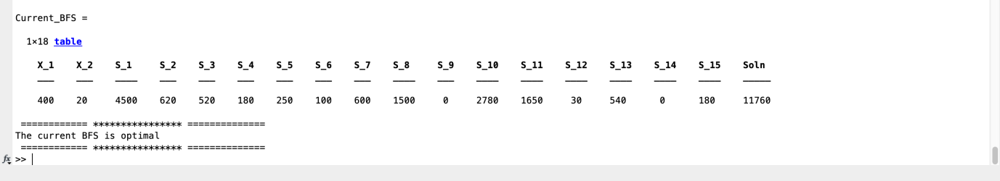 Current_BFS =
1×18 table
X_1 X_2 S_1 S_2 S_3 S_4 S_5 S_6 S_7 S_8 S_9 S_10 S_11 S_12 S_13 S_14 S_15 Soln
400 20 4500 620 520 180 250 100 600 1500 0 2780 1650 30 540 0 180 11760
============ **************** ==============
The current BFS is optimal
============ **************** ==============
fx >>